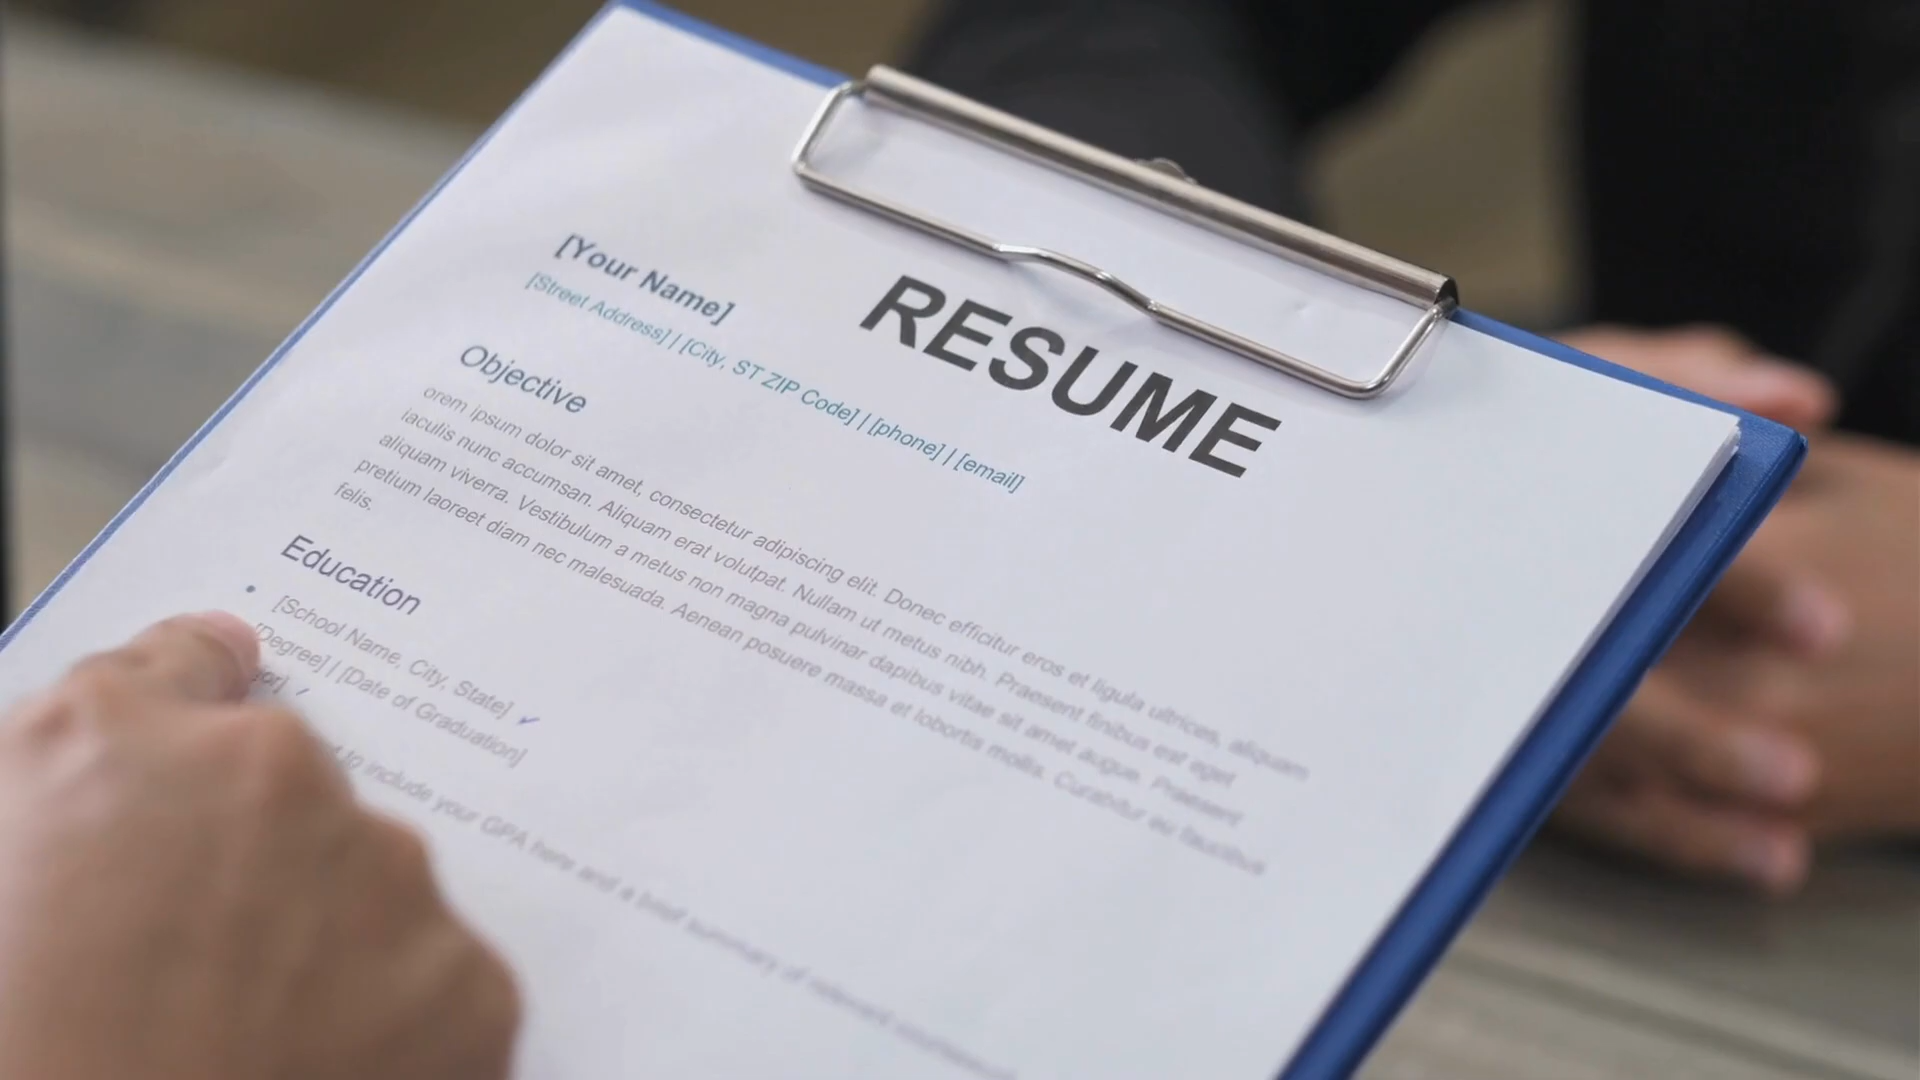 RESUME
[Your Name]
[Street Address] | [City, ST ZIP Code] | [phone] | [email]
Objective
orem ipsum dolor sit amet, consectetur adipiscing elit. Donec efficitur eros et ligula ultrices, aliquam
iaculis nunc accumsan. Aliquam erat volutpat. Nullam ut metus nibh. Praesent finibus est eget
aliquam viverra. Vestibulum a metus non magna pulvinar dapibus vitae sit amet augue. Praesent
pretium laoreet diam nec malesuada. Aenean posuere massa et lobortis mollis. Curabitur eu faucibus
felis.
Education
• [School Name, City, State]
[Degree] | [Date of Graduation]
jor]
to include your GPA here and a brief summary of relevant